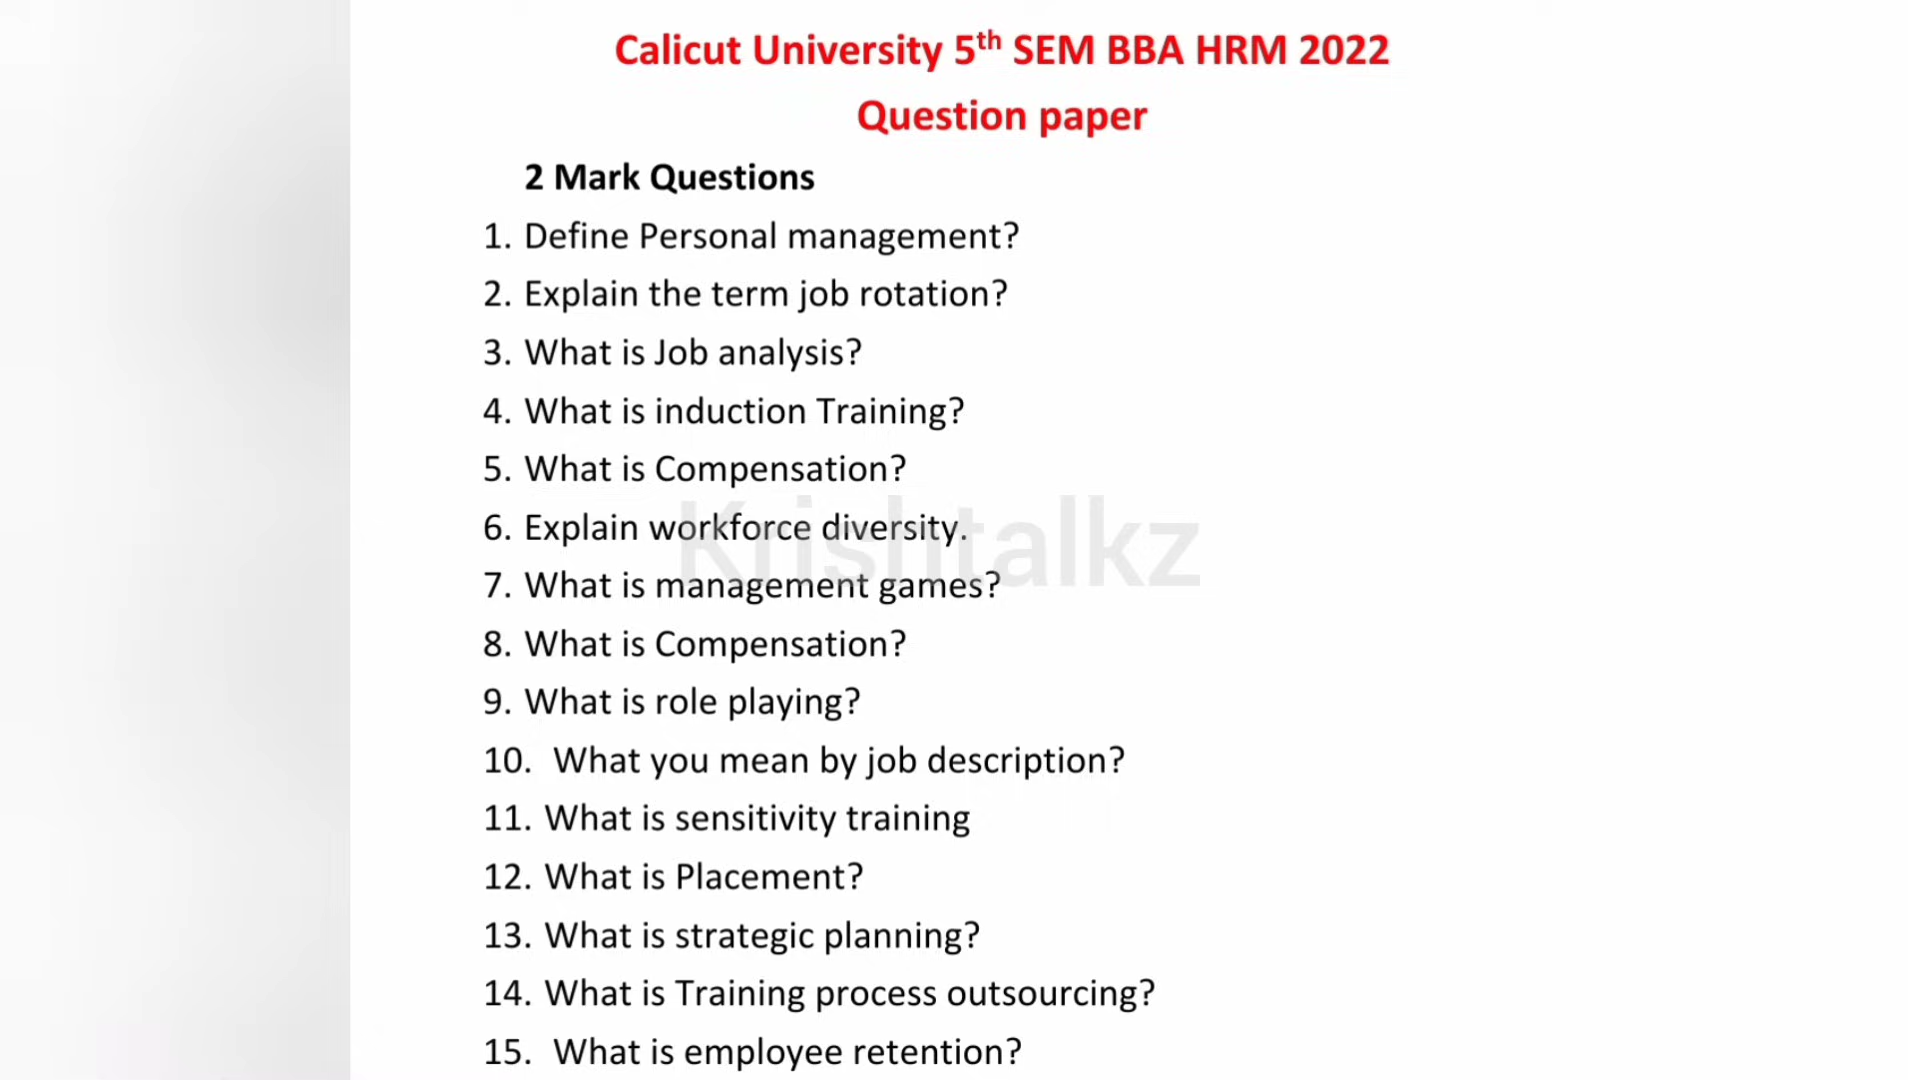 Calicut University 5th SEM BBA HRM 2022
Question paper
2 Mark Questions
1. Define Personal management?
2. Explain the term job rotation?
3. What is Job analysis?
4. What is induction Training?
5. What is Compensation?
6. Explain workforce diversity.
Krishtalkz
7. What is management games?
8. What is Compensation?
9. What is role playing?
10. What you mean by job description?
11. What is sensitivity training
12. What is Placement?
13. What is strategic planning?
14. What is Training process outsourcing?
15. What is employee retention?